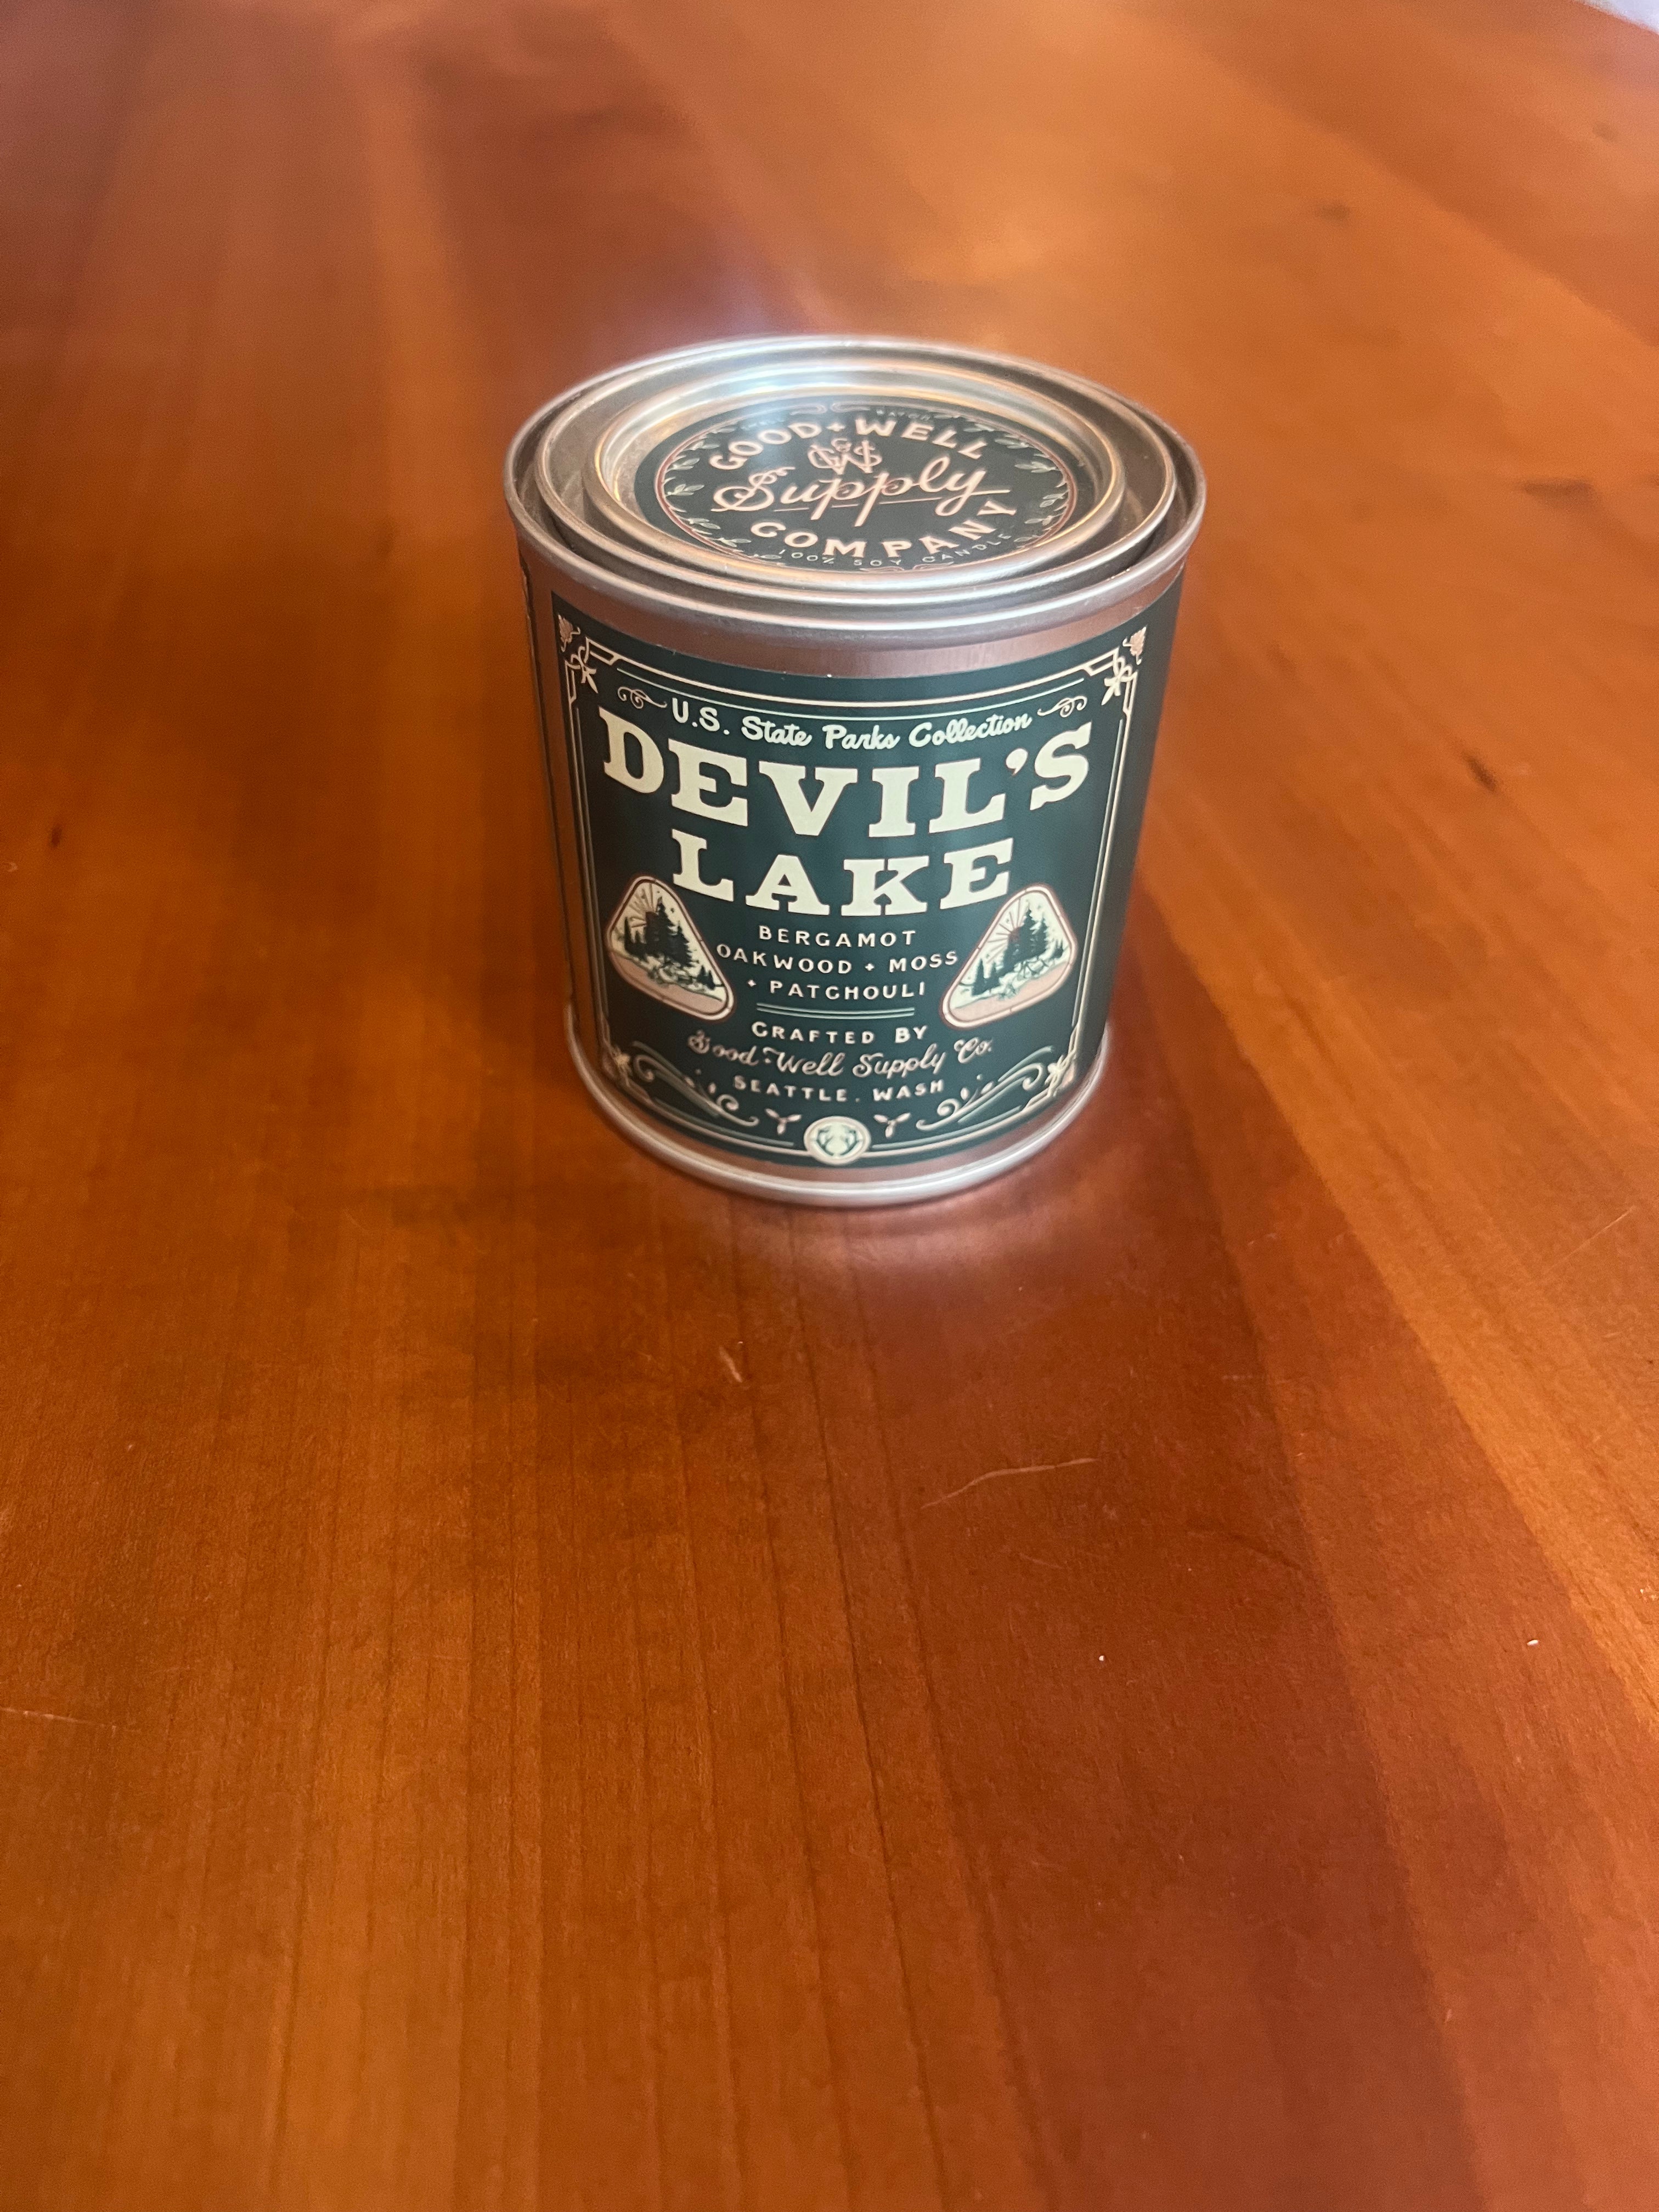 GOOD + WELL
G&WS
Supply
COMPANY
100% SOY CANDLE
U.S. State Parks Collection
DEVIL'S
LAKE
BERGAMOT
OAKWOOD + MOSS
+ PATCHOULI
CRAFTED BY
Good & Well Supply Co.
SEATTLE, WASH